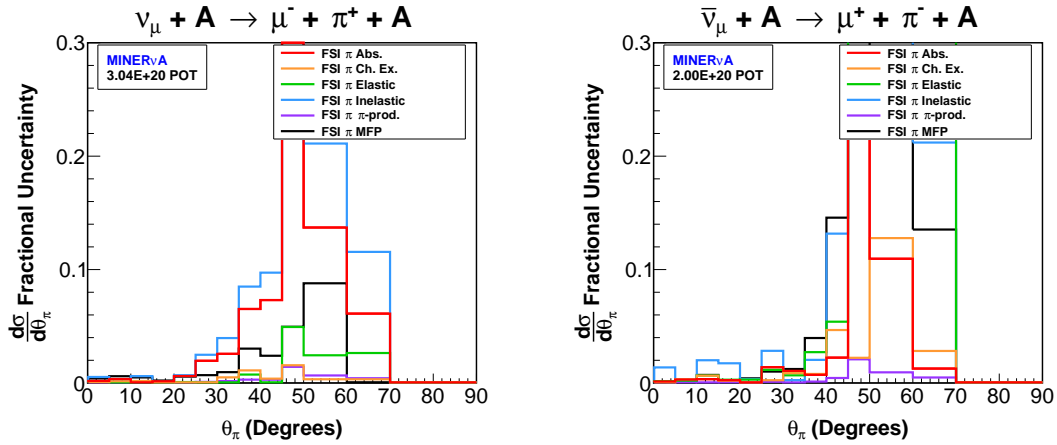 νμ + A → μ- + π+ + A
dσ/dθπ Fractional Uncertainty
0.3
0.2
0.1
0
MINERνA
3.04E+20 POT
FSI π Abs.
FSI π Ch. Ex.
FSI π Elastic
FSI π Inelastic
FSI π π-prod.
FSI π MFP
0 10 20 30 40 50 60 70 80 90
θπ (Degrees)
ν̄μ + A → μ+ + π- + A
dσ/dθπ Fractional Uncertainty
0.3
0.2
0.1
0
MINERνA
2.00E+20 POT
FSI π Abs.
FSI π Ch. Ex.
FSI π Elastic
FSI π Inelastic
FSI π π-prod.
FSI π MFP
0 10 20 30 40 50 60 70 80 90
θπ (Degrees)